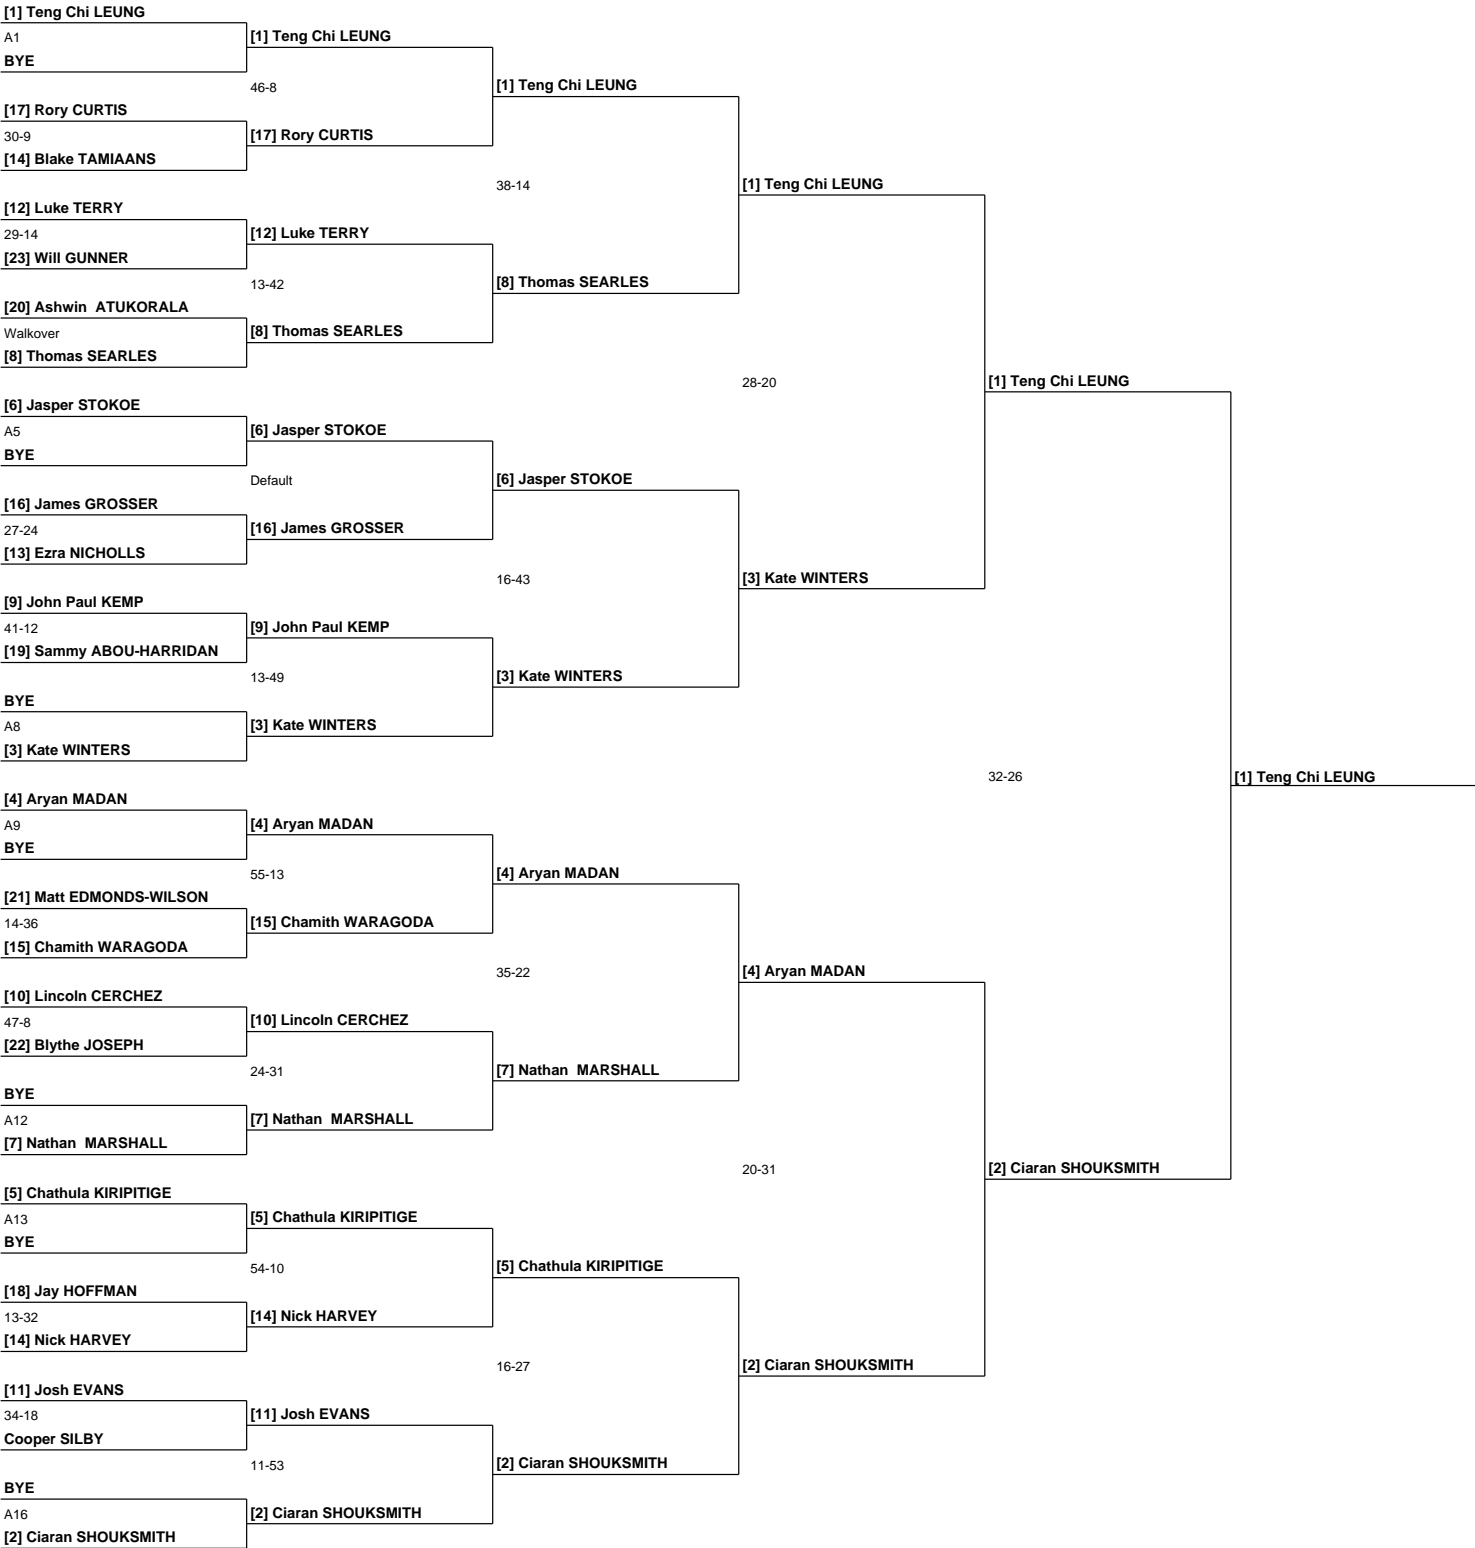 [1] Teng Chi LEUNG
A1
[1] Teng Chi LEUNG
BYE
46-8
[1] Teng Chi LEUNG
[17] Rory CURTIS
30-9
[17] Rory CURTIS
[14] Blake TAMIAANS
38-14
[1] Teng Chi LEUNG
[12] Luke TERRY
29-14
[12] Luke TERRY
[23] Will GUNNER
13-42
[8] Thomas SEARLES
[20] Ashwin  ATUKORALA
Walkover
[8] Thomas SEARLES
[8] Thomas SEARLES
28-20
[1] Teng Chi LEUNG
[6] Jasper STOKOE
A5
[6] Jasper STOKOE
BYE
Default
[6] Jasper STOKOE
[16] James GROSSER
27-24
[16] James GROSSER
[13] Ezra NICHOLLS
16-43
[3] Kate WINTERS
[9] John Paul KEMP
41-12
[9] John Paul KEMP
[19] Sammy ABOU-HARRIDAN
13-49
[3] Kate WINTERS
BYE
A8
[3] Kate WINTERS
[3] Kate WINTERS
32-26
[1] Teng Chi LEUNG
[4] Aryan MADAN
A9
[4] Aryan MADAN
BYE
55-13
[4] Aryan MADAN
[21] Matt EDMONDS-WILSON
14-36
[15] Chamith WARAGODA
[15] Chamith WARAGODA
35-22
[4] Aryan MADAN
[10] Lincoln CERCHEZ
47-8
[10] Lincoln CERCHEZ
[22] Blythe JOSEPH
24-31
[7] Nathan  MARSHALL
BYE
A12
[7] Nathan  MARSHALL
[7] Nathan  MARSHALL
20-31
[2] Ciaran SHOUKSMITH
[5] Chathula KIRIPITIGE
A13
[5] Chathula KIRIPITIGE
BYE
54-10
[5] Chathula KIRIPITIGE
[18] Jay HOFFMAN
13-32
[14] Nick HARVEY
[14] Nick HARVEY
16-27
[2] Ciaran SHOUKSMITH
[11] Josh EVANS
34-18
[11] Josh EVANS
Cooper SILBY
11-53
[2] Ciaran SHOUKSMITH
BYE
A16
[2] Ciaran SHOUKSMITH
[2] Ciaran SHOUKSMITH